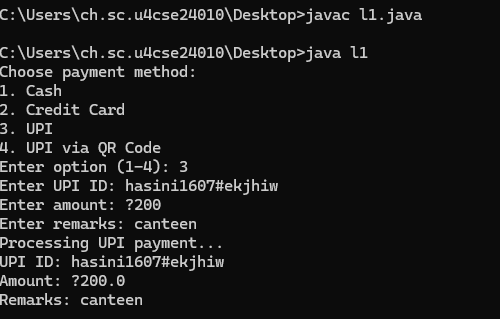 C:\Users\ch.sc.u4cse24010\Desktop>javac l1.java
C:\Users\ch.sc.u4cse24010\Desktop>java l1
Choose payment method:
1. Cash
2. Credit Card
3. UPI
4. UPI via QR Code
Enter option (1-4): 3
Enter UPI ID: hasini1607#ekjhiw
Enter amount: ?200
Enter remarks: canteen
Processing UPI payment...
UPI ID: hasini1607#ekjhiw
Amount: ?200.0
Remarks: canteen